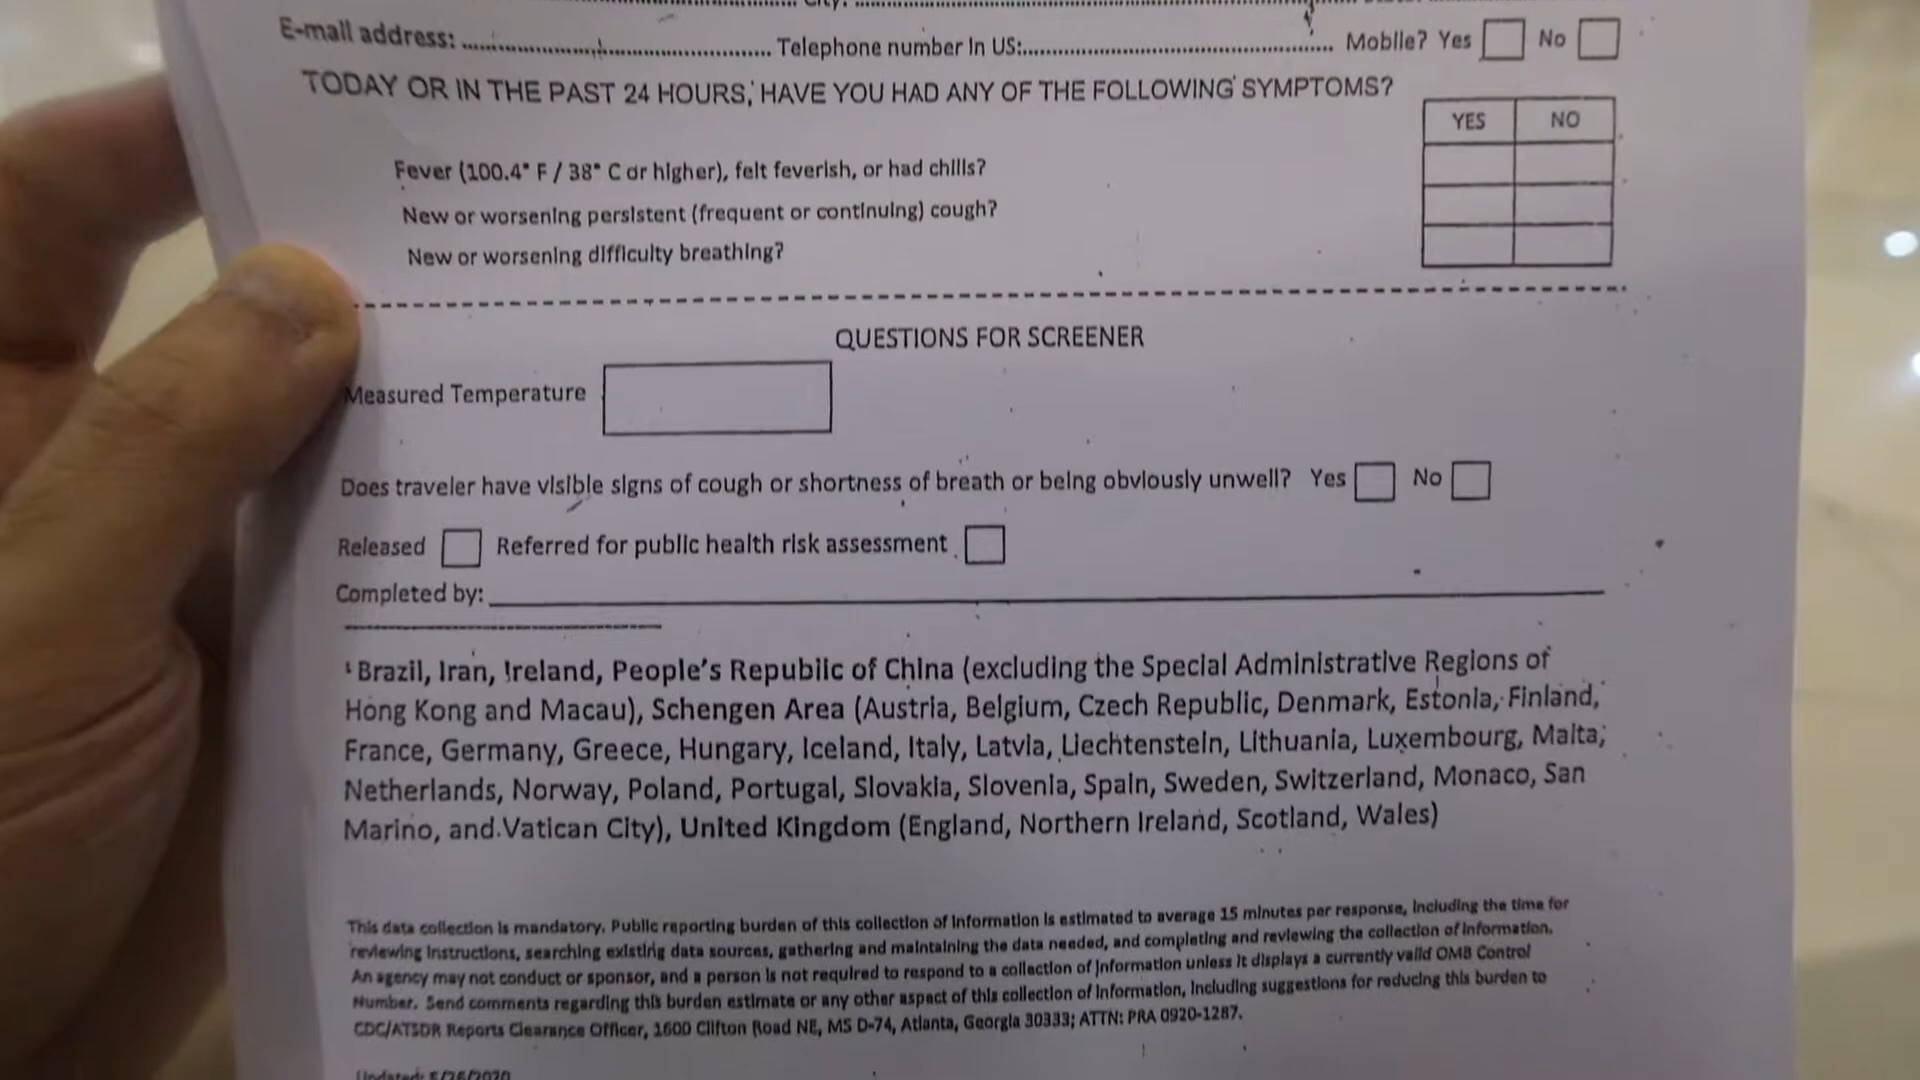 City:
E-mail address: ........................................ Telephone number in US:........................................ Mobile? Yes No
TODAY OR IN THE PAST 24 HOURS, HAVE YOU HAD ANY OF THE FOLLOWING SYMPTOMS?
YES NO
Fever (100.4° F / 38° C or higher), felt feverish, or had chills?
New or worsening persistent (frequent or continuing) cough?
New or worsening difficulty breathing?
QUESTIONS FOR SCREENER
Measured Temperature
Does traveler have visible signs of cough or shortness of breath or being obviously unwell? Yes No
Released Referred for public health risk assessment
Completed by:
¹ Brazil, Iran, Ireland, People's Republic of China (excluding the Special Administrative Regions of
Hong Kong and Macau), Schengen Area (Austria, Belgium, Czech Republic, Denmark, Estonia, Finland,
France, Germany, Greece, Hungary, Iceland, Italy, Latvia, Liechtenstein, Lithuania, Luxembourg, Malta,
Netherlands, Norway, Poland, Portugal, Slovakia, Slovenia, Spain, Sweden, Switzerland, Monaco, San
Marino, and Vatican City), United Kingdom (England, Northern Ireland, Scotland, Wales)
This data collection is mandatory. Public reporting burden of this collection of information is estimated to average 15 minutes per response, including the time for
reviewing instructions, searching existing data sources, gathering and maintaining the data needed, and completing and reviewing the collection of information.
An agency may not conduct or sponsor, and a person is not required to respond to a collection of information unless it displays a currently valid OMB Control
Number. Send comments regarding this burden estimate or any other aspect of this collection of information, including suggestions for reducing this burden to
CDC/ATSDR Reports Clearance Officer, 1600 Clifton Road NE, MS D-74, Atlanta, Georgia 30333; ATTN: PRA 0920-1287.
Updated: 5/26/2020